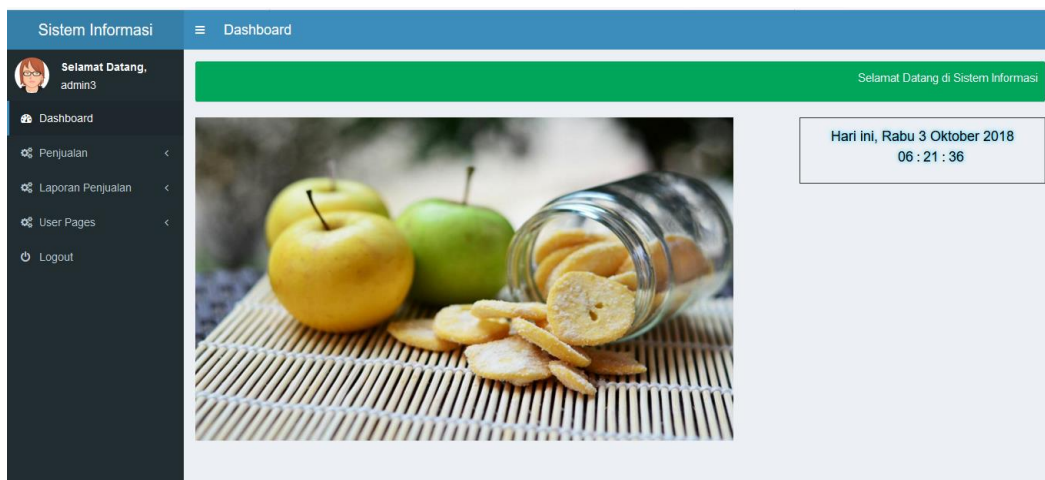 Sistem Informasi
Dashboard
Selamat Datang,
admin3
Dashboard
Penjualan
Laporan Penjualan
User Pages
Logout
Selamat Datang di Sistem Informasi
Hari ini, Rabu 3 Oktober 2018
06 : 21 : 36